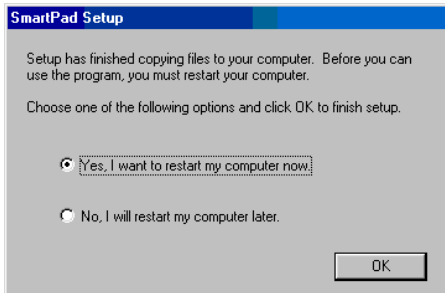 SmartPad Setup
Setup has finished copying files to your computer. Before you can
use the program, you must restart your computer.
Choose one of the following options and click OK to finish setup.
Yes, I want to restart my computer now.
No, I will restart my computer later.
OK